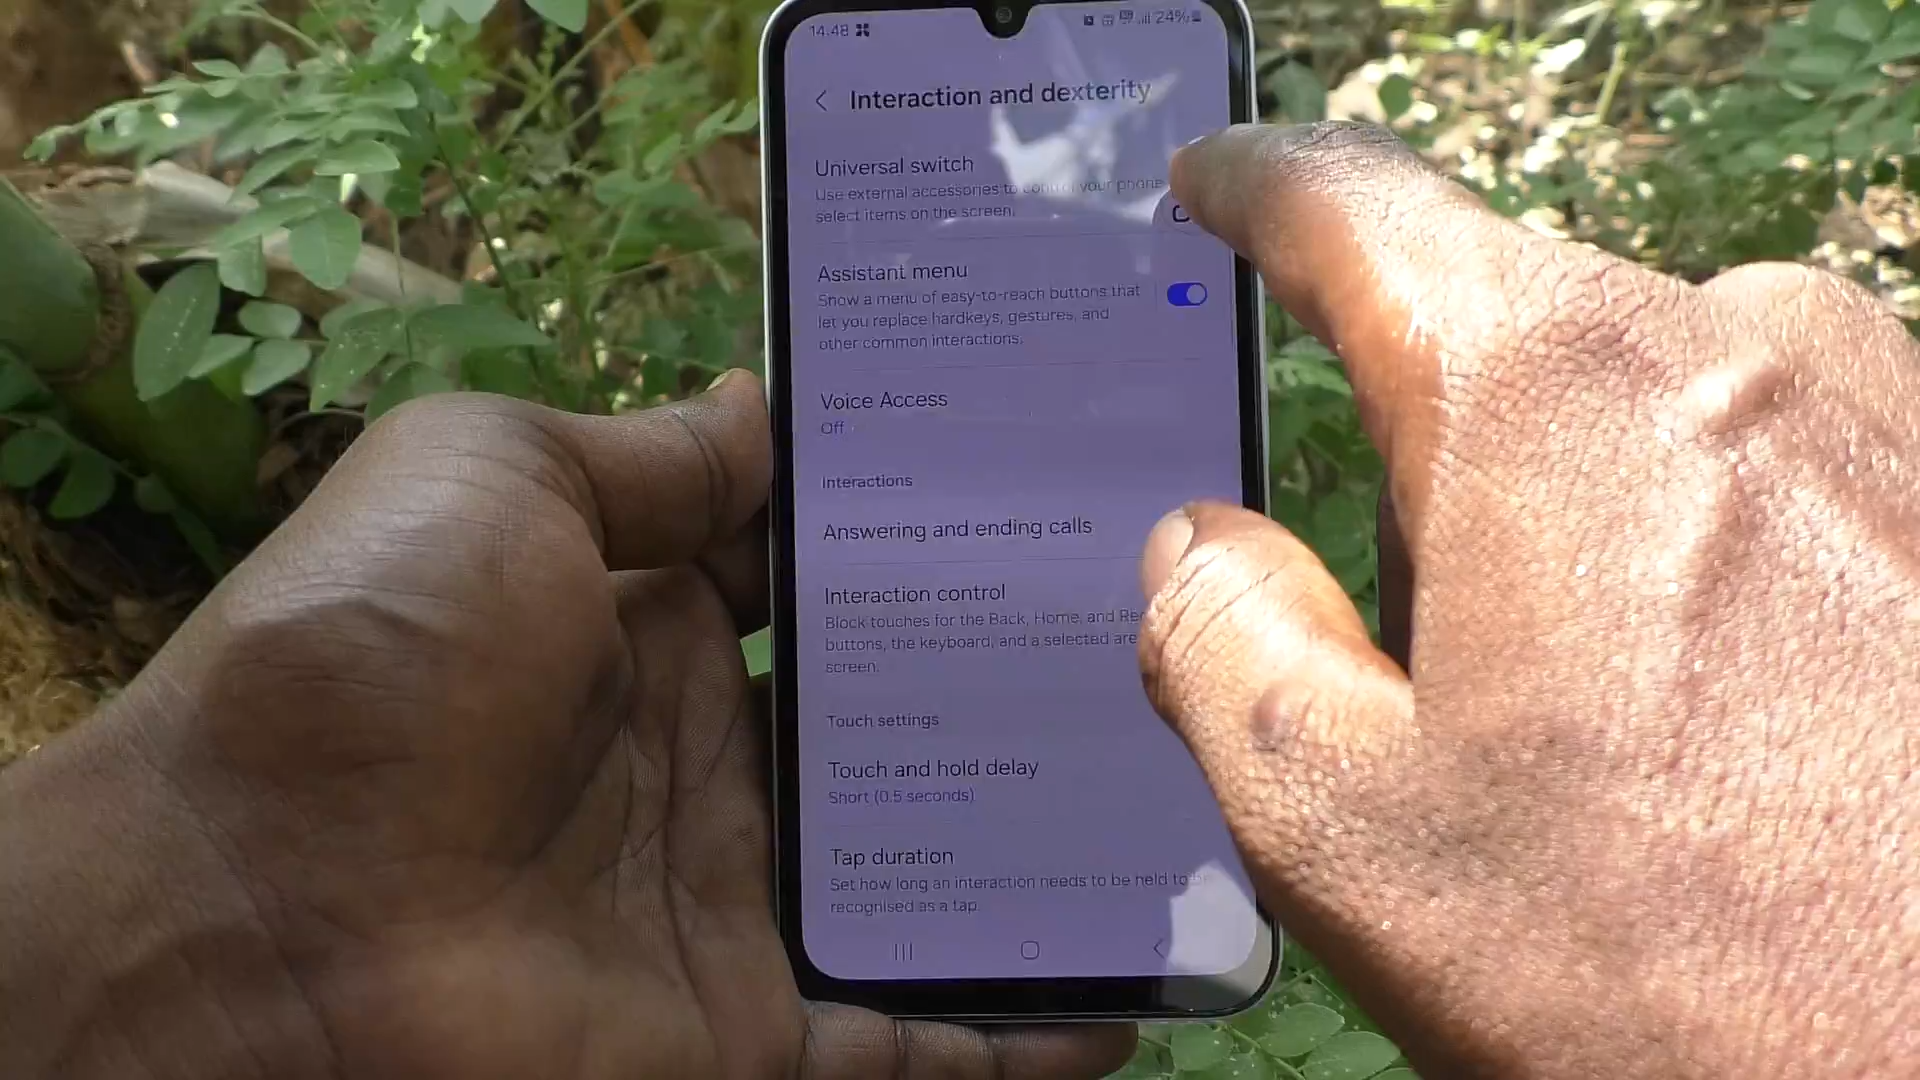 14.48
24%
Interaction and dexterity
Universal switch
Use external accessories to control your phone
select items on the screen.
Assistant menu
Show a menu of easy-to-reach buttons that
let you replace hardkeys, gestures, and
other common interactions.
Voice Access
Off
Interactions
Answering and ending calls
Interaction control
Block touches for the Back, Home, and Rec
buttons, the keyboard, and a selected are
screen.
Touch settings
Touch and hold delay
Short (0.5 seconds)
Tap duration
Set how long an interaction needs to be held to be
recognised as a tap.